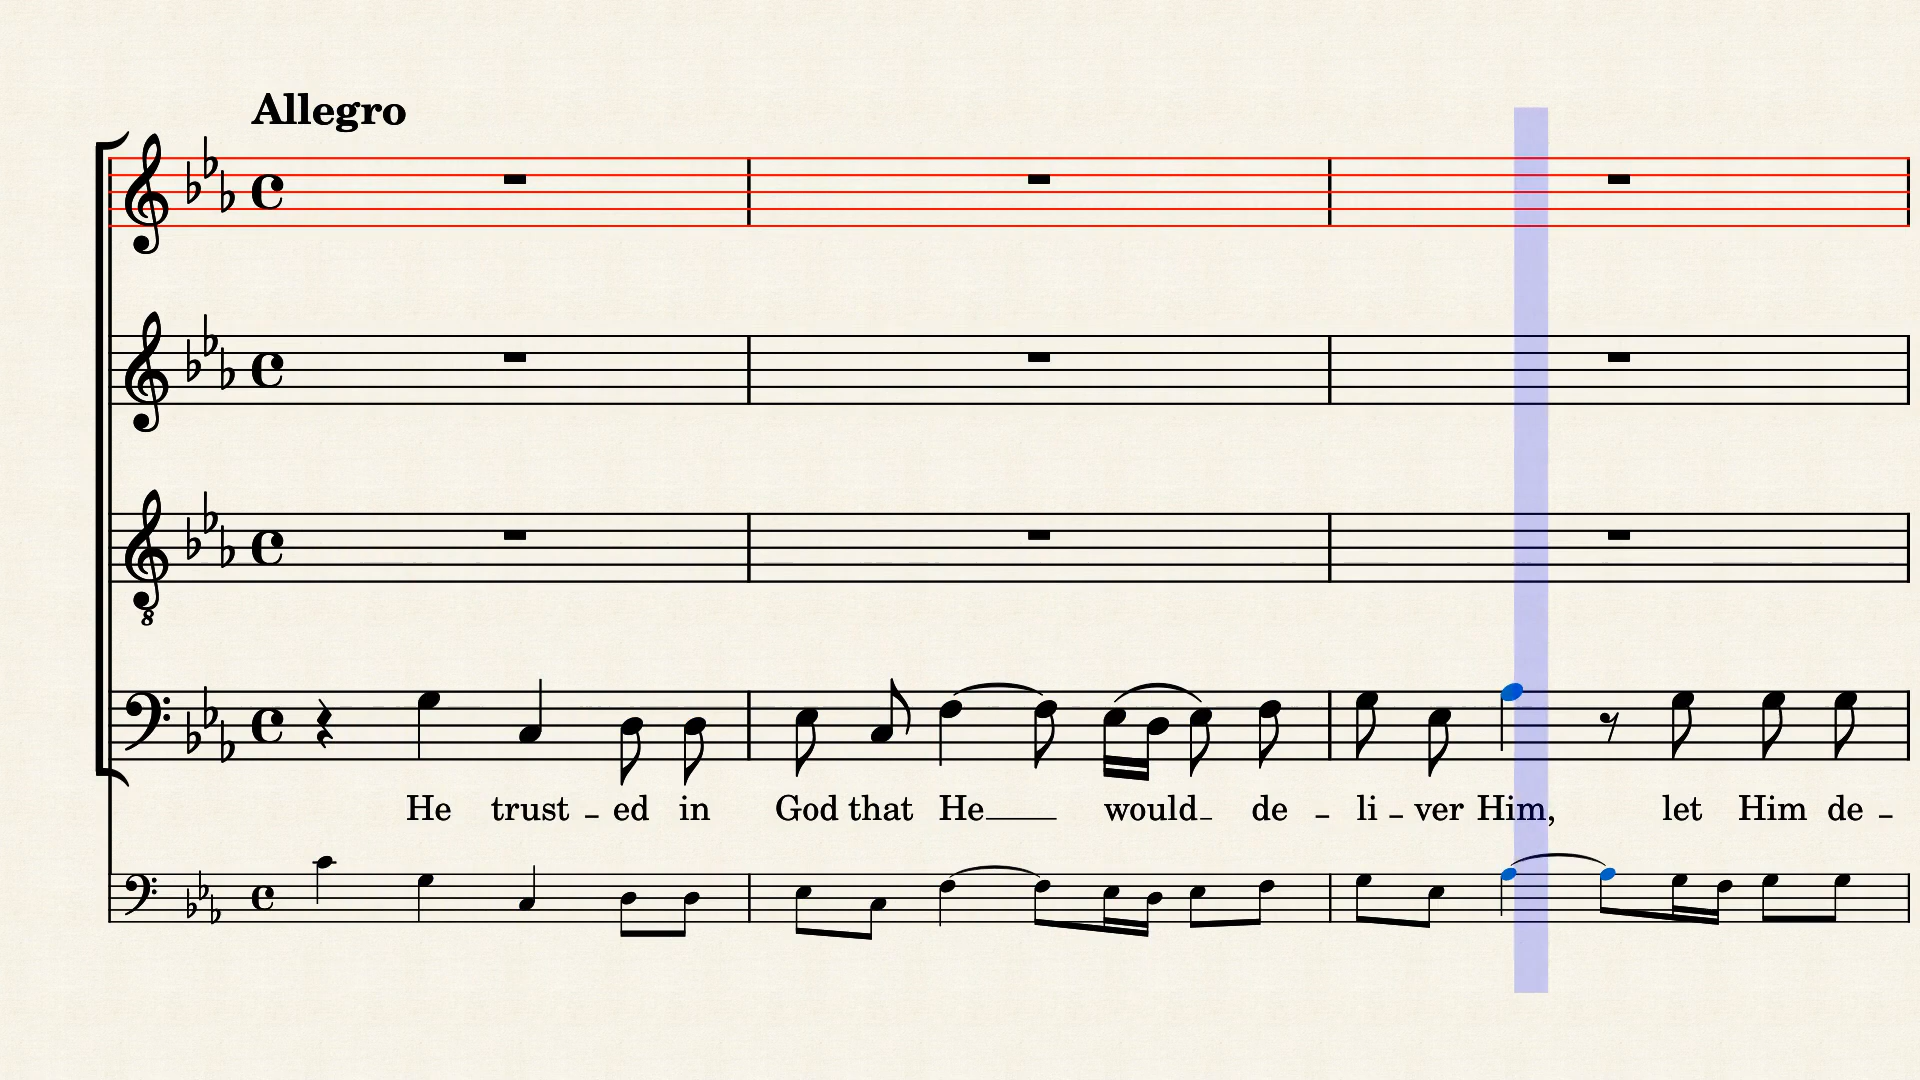 Allegro
He trust - ed in God that He would de - li - ver Him, let Him de -